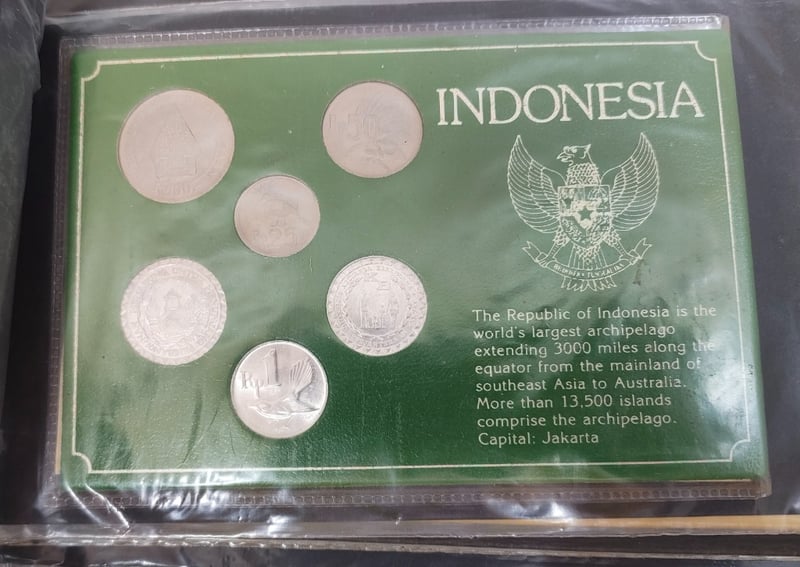 INDONESIA
The Republic of Indonesia is the
world's largest archipelago
extending 3000 miles along the
equator from the mainland of
southeast Asia to Australia.
More than 13,500 islands
comprise the archipelago.
Capital: Jakarta
Rp 1